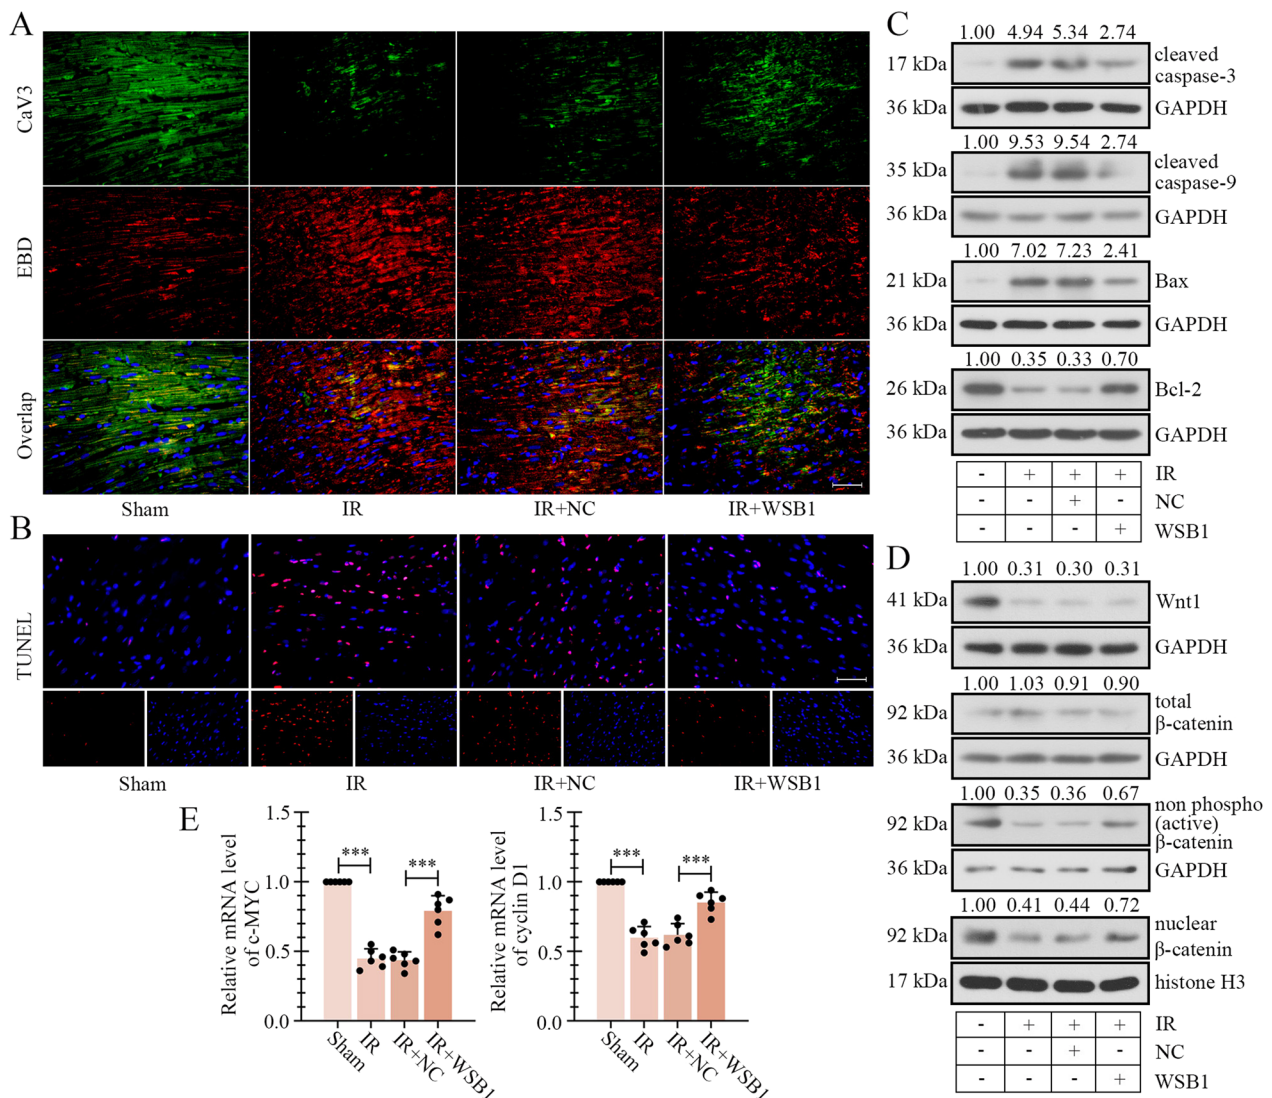 A
CaV3
EBD
Overlap
Sham IR IR+NC IR+WSB1
B
TUNEL
Sham IR IR+NC IR+WSB1
C
1.00 4.94 5.34 2.74
17 kDa cleaved
caspase-3
36 kDa GAPDH
1.00 9.53 9.54 2.74
35 kDa cleaved
caspase-9
36 kDa GAPDH
1.00 7.02 7.23 2.41
21 kDa Bax
36 kDa GAPDH
1.00 0.35 0.33 0.70
26 kDa Bcl-2
36 kDa GAPDH
- + + + IR
- - + - NC
- - - + WSB1
D
1.00 0.31 0.30 0.31
41 kDa Wnt1
36 kDa GAPDH
1.00 1.03 0.91 0.90
92 kDa total
β-catenin
36 kDa GAPDH
1.00 0.35 0.36 0.67
non phospho
92 kDa (active)
β-catenin
36 kDa GAPDH
1.00 0.41 0.44 0.72
nuclear
92 kDa β-catenin
17 kDa histone H3
- + + + IR
- - + - NC
- - - + WSB1
E
Relative mRNA level
of c-MYC
1.5
1.0
0.5
0.0
*** ***
Sham IR IR+NC IR+WSB1
Relative mRNA level
of cyclin D1
1.5
1.0
0.5
0.0
*** ***
Sham IR IR+NC IR+WSB1